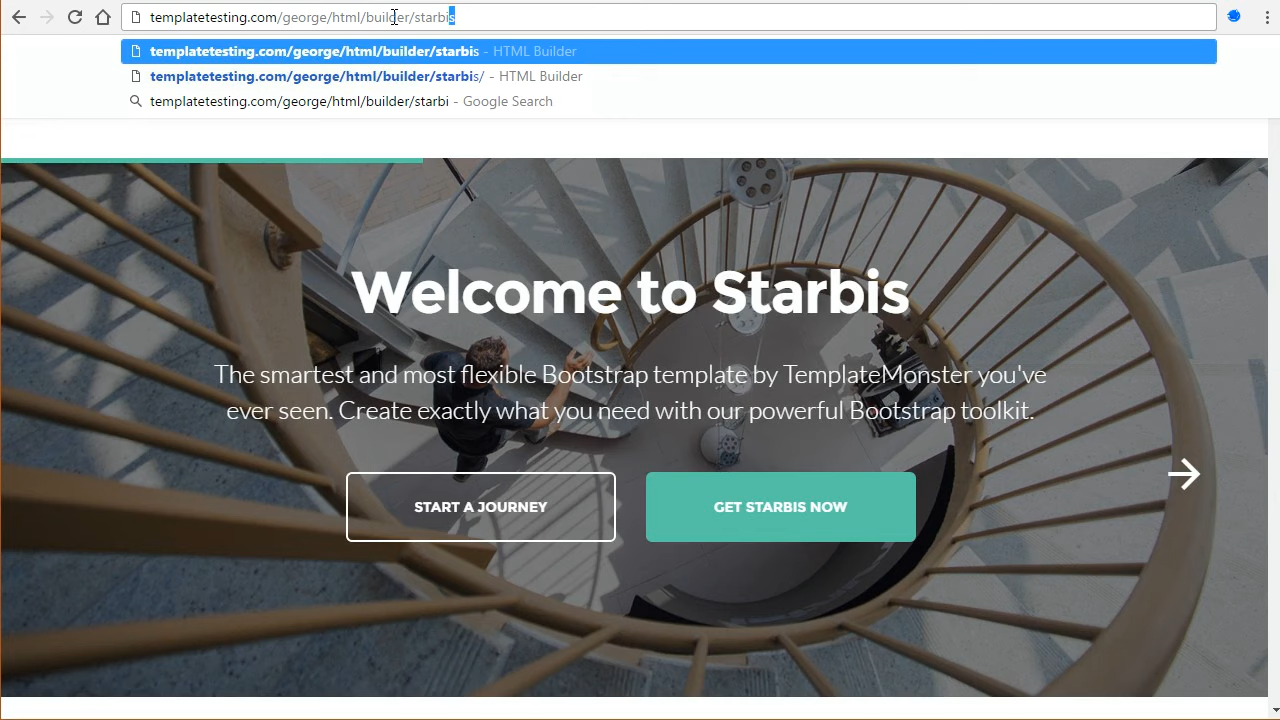 templatetesting.com/george/html/builder/starbis
templatetesting.com/george/html/builder/starbis - HTML Builder
templatetesting.com/george/html/builder/starbis/ - HTML Builder
templatetesting.com/george/html/builder/starbi - Google Search
Welcome to Starbis
The smartest and most flexible Bootstrap template by TemplateMonster you've
ever seen. Create exactly what you need with our powerful Bootstrap toolkit.
START A JOURNEY
GET STARBIS NOW